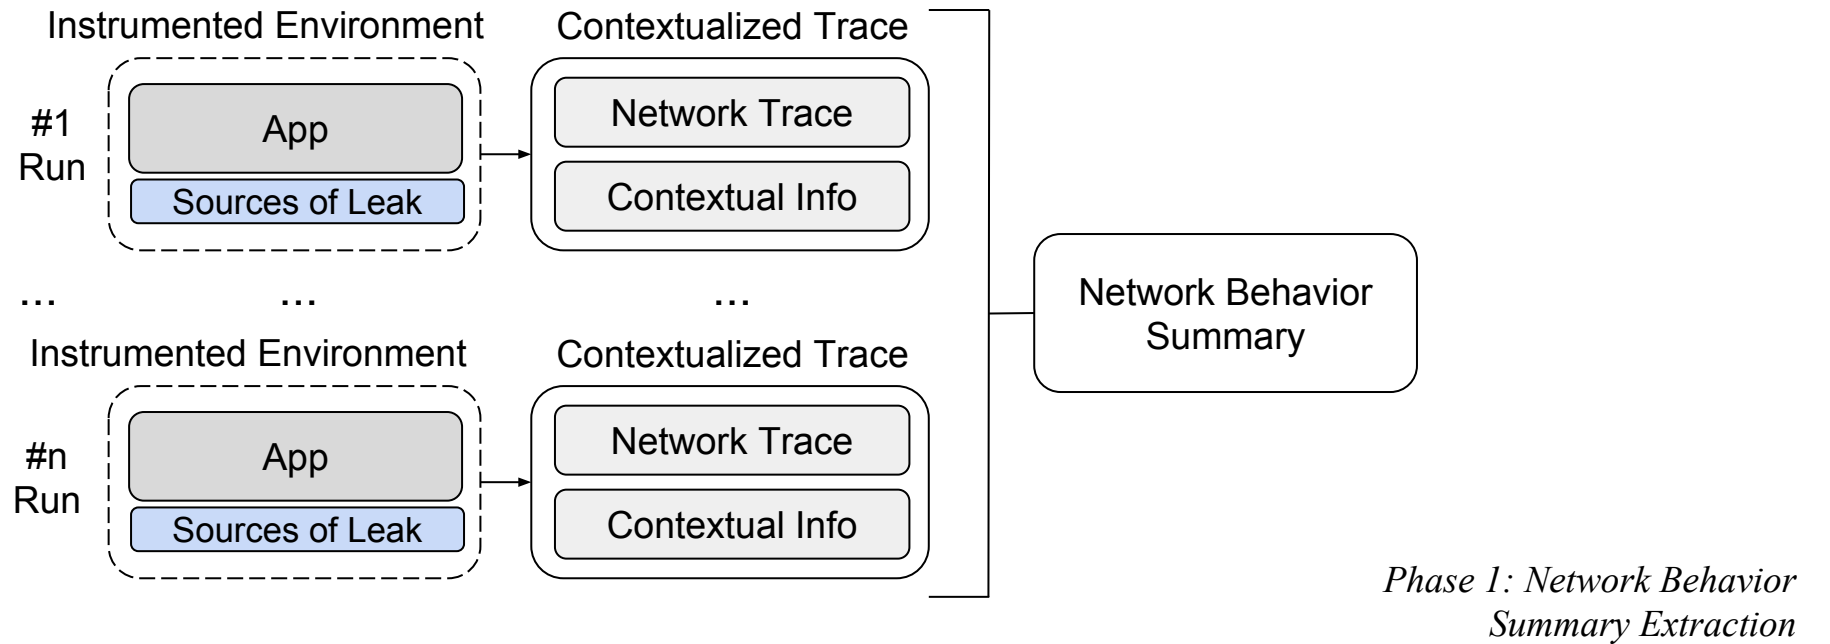 Instrumented Environment
Contextualized Trace
#1
Run
App
Sources of Leak
Network Trace
Contextual Info
...
...
...
Network Behavior
Summary
Instrumented Environment
Contextualized Trace
#n
Run
App
Sources of Leak
Network Trace
Contextual Info
Phase 1: Network Behavior
Summary Extraction